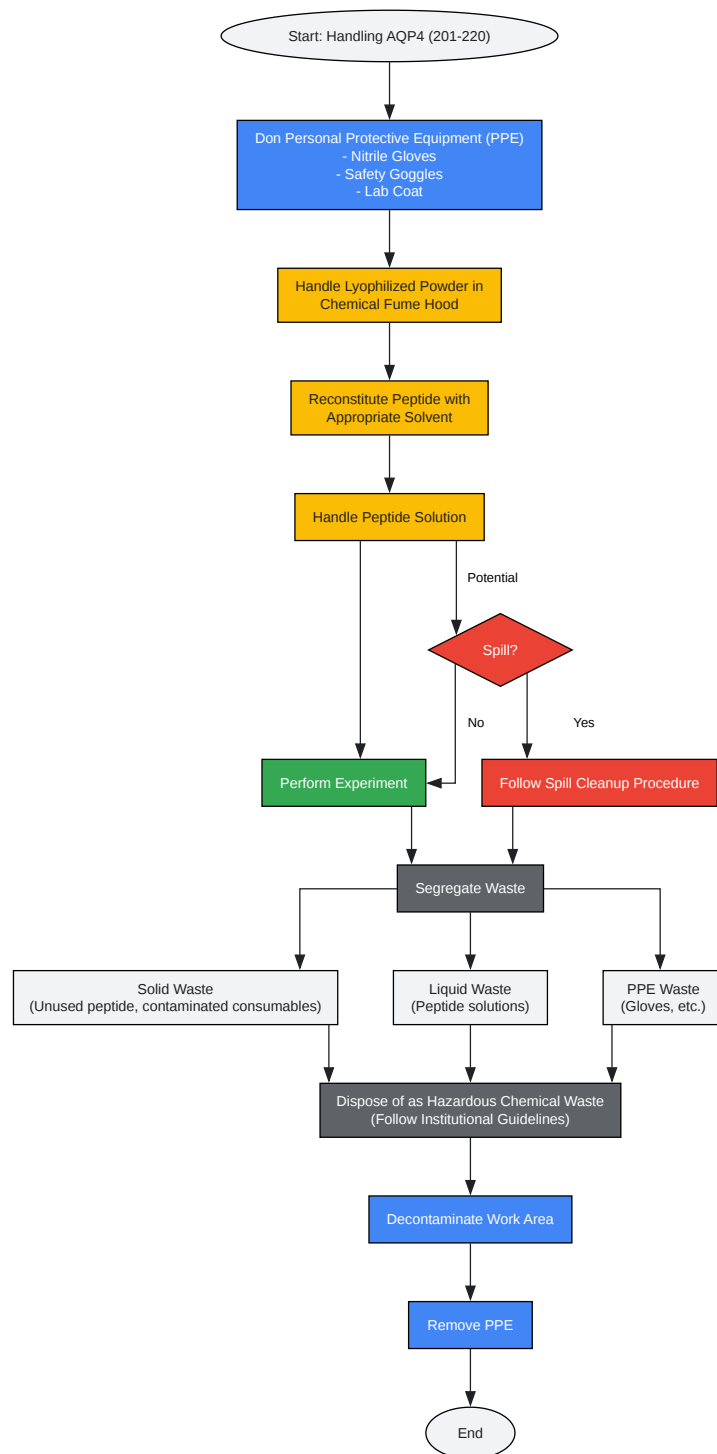 Start: Handling AQP4 (201-220)
Don Personal Protective Equipment (PPE)
- Nitrile Gloves
- Safety Goggles
- Lab Coat
Handle Lyophilized Powder in
Chemical Fume Hood
Reconstitute Peptide with
Appropriate Solvent
Handle Peptide Solution
Potential
Spill?
No
Yes
Perform Experiment
Follow Spill Cleanup Procedure
Segregate Waste
Solid Waste
(Unused peptide, contaminated consumables)
Liquid Waste
(Peptide solutions)
PPE Waste
(Gloves, etc.)
Dispose of as Hazardous Chemical Waste
(Follow Institutional Guidelines)
Decontaminate Work Area
Remove PPE
End